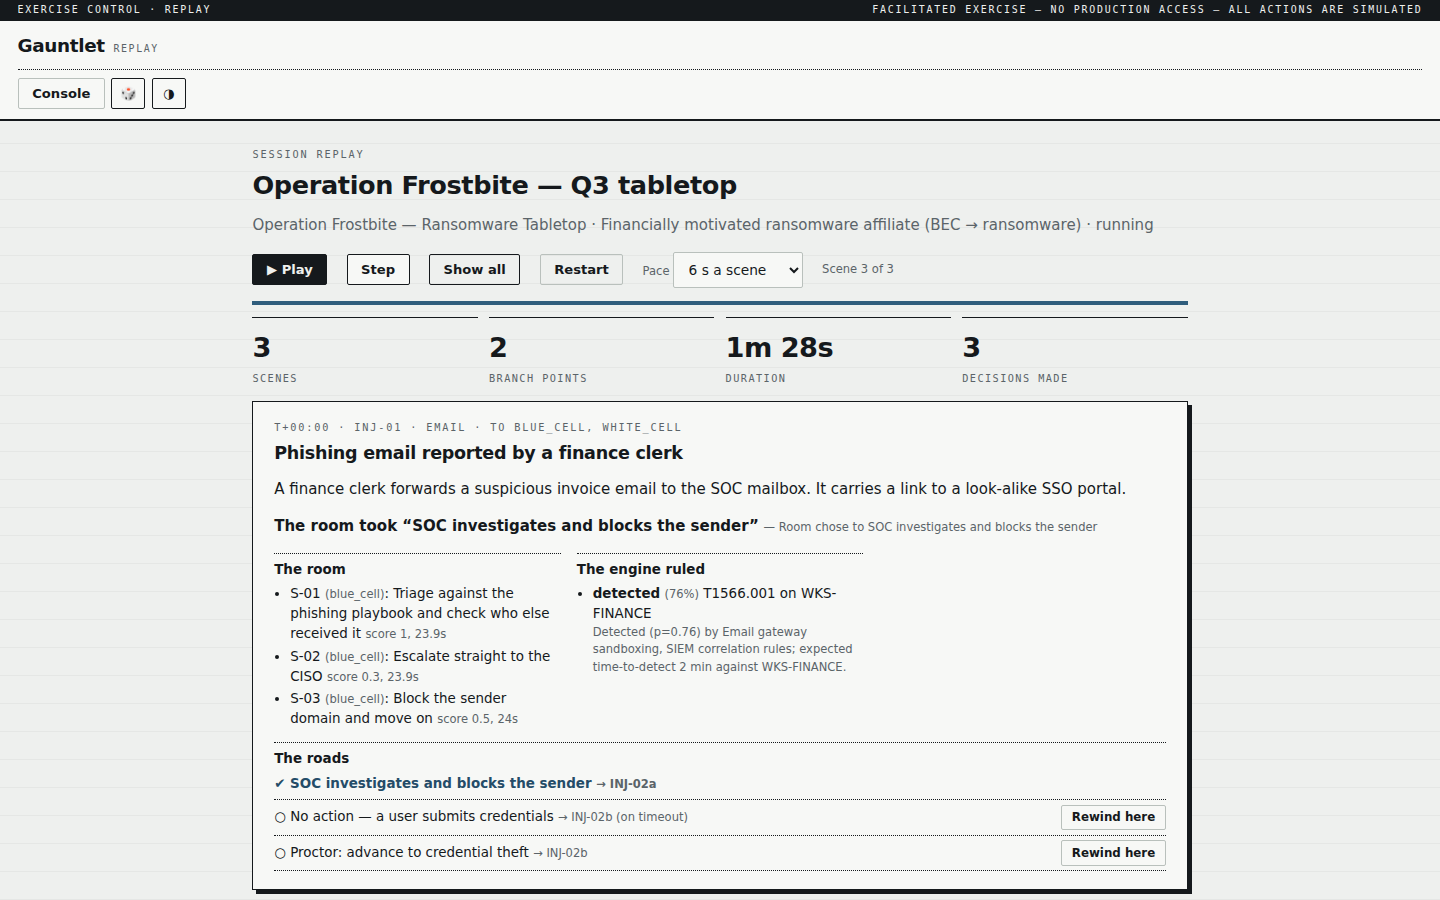 EXERCISE CONTROL · REPLAY
FACILITATED EXERCISE — NO PRODUCTION ACCESS — ALL ACTIONS ARE SIMULATED
Gauntlet REPLAY
Console
SESSION REPLAY
Operation Frostbite — Q3 tabletop
Operation Frostbite — Ransomware Tabletop · Financially motivated ransomware affiliate (BEC → ransomware) · running
▶ Play
Step
Show all
Restart
Pace
6 s a scene
Scene 3 of 3
3
SCENES
2
BRANCH POINTS
1m 28s
DURATION
3
DECISIONS MADE
T+00:00 · INJ-01 · EMAIL · TO BLUE_CELL, WHITE_CELL
Phishing email reported by a finance clerk
A finance clerk forwards a suspicious invoice email to the SOC mailbox. It carries a link to a look-alike SSO portal.
The room took “SOC investigates and blocks the sender” — Room chose to SOC investigates and blocks the sender
The room
• S-01 (blue_cell): Triage against the
phishing playbook and check who else
received it score 1, 23.9s
• S-02 (blue_cell): Escalate straight to the
CISO score 0.3, 23.9s
• S-03 (blue_cell): Block the sender
domain and move on score 0.5, 24s
The engine ruled
• detected (76%) T1566.001 on WKS-
FINANCE
Detected (p=0.76) by Email gateway
sandboxing, SIEM correlation rules; expected
time-to-detect 2 min against WKS-FINANCE.
The roads
✔ SOC investigates and blocks the sender → INJ-02a
○ No action — a user submits credentials → INJ-02b (on timeout)
Rewind here
○ Proctor: advance to credential theft → INJ-02b
Rewind here